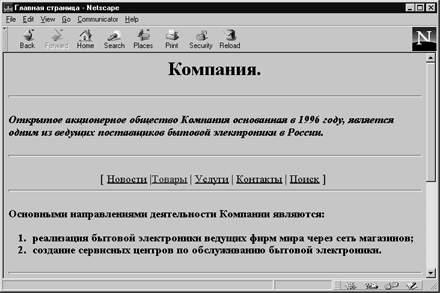 Главная страница - Netscape
File Edit View Go Communicator Help
Back Forward Home Search Places Print Security Reload
N
Компания.
Открытое акционерное общество Компания основанная в 1996 году, является
одним из ведущих поставщиков бытовой электроники в России.
[ Новости |Товары | Услуги | Контакты | Поиск ]
Основными направлениями деятельности Компании являются:
1. реализация бытовой электроники ведущих фирм мира через сеть магазинов;
2. создание сервисных центров по обслуживанию бытовой электроники.